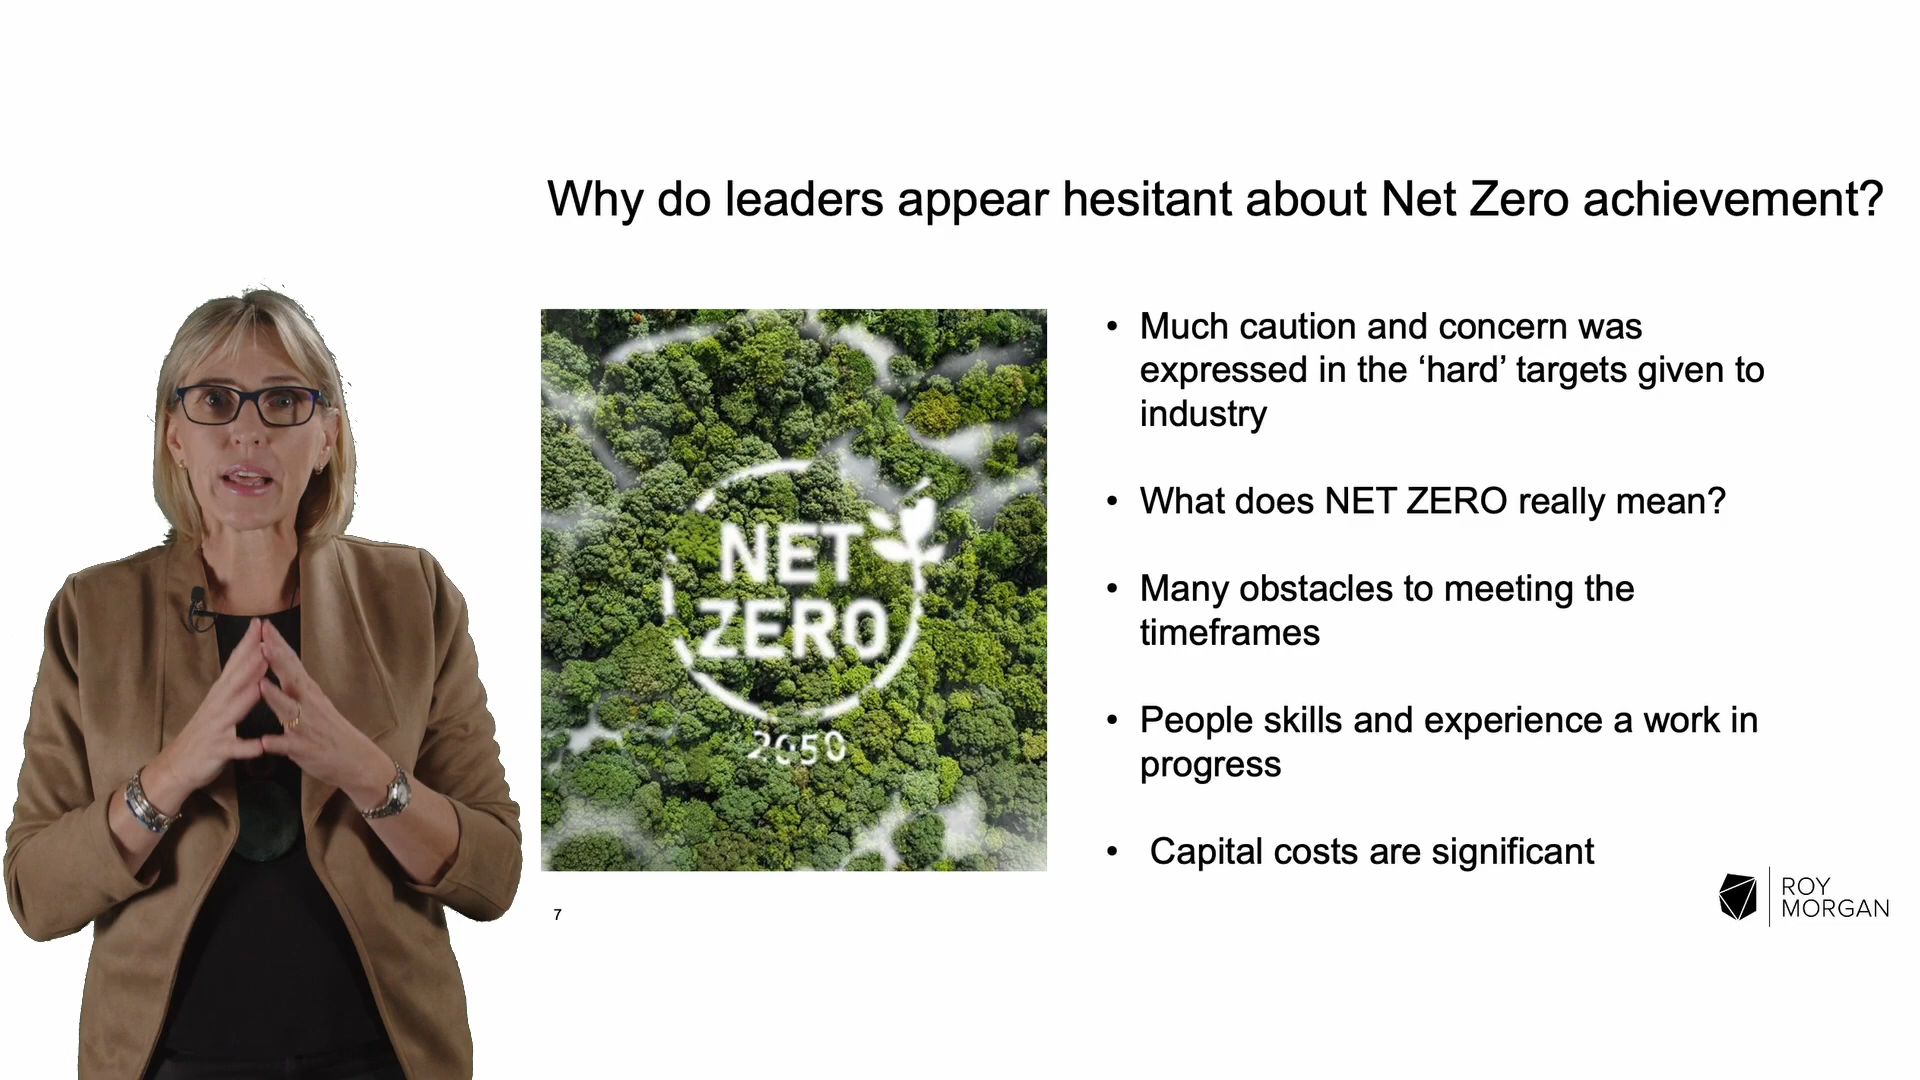 Why do leaders appear hesitant about Net Zero achievement?
NET
ZERO
2050
• Much caution and concern was
expressed in the ‘hard’ targets given to
industry
• What does NET ZERO really mean?
• Many obstacles to meeting the
timeframes
• People skills and experience a work in
progress
• Capital costs are significant
7
ROY
MORGAN